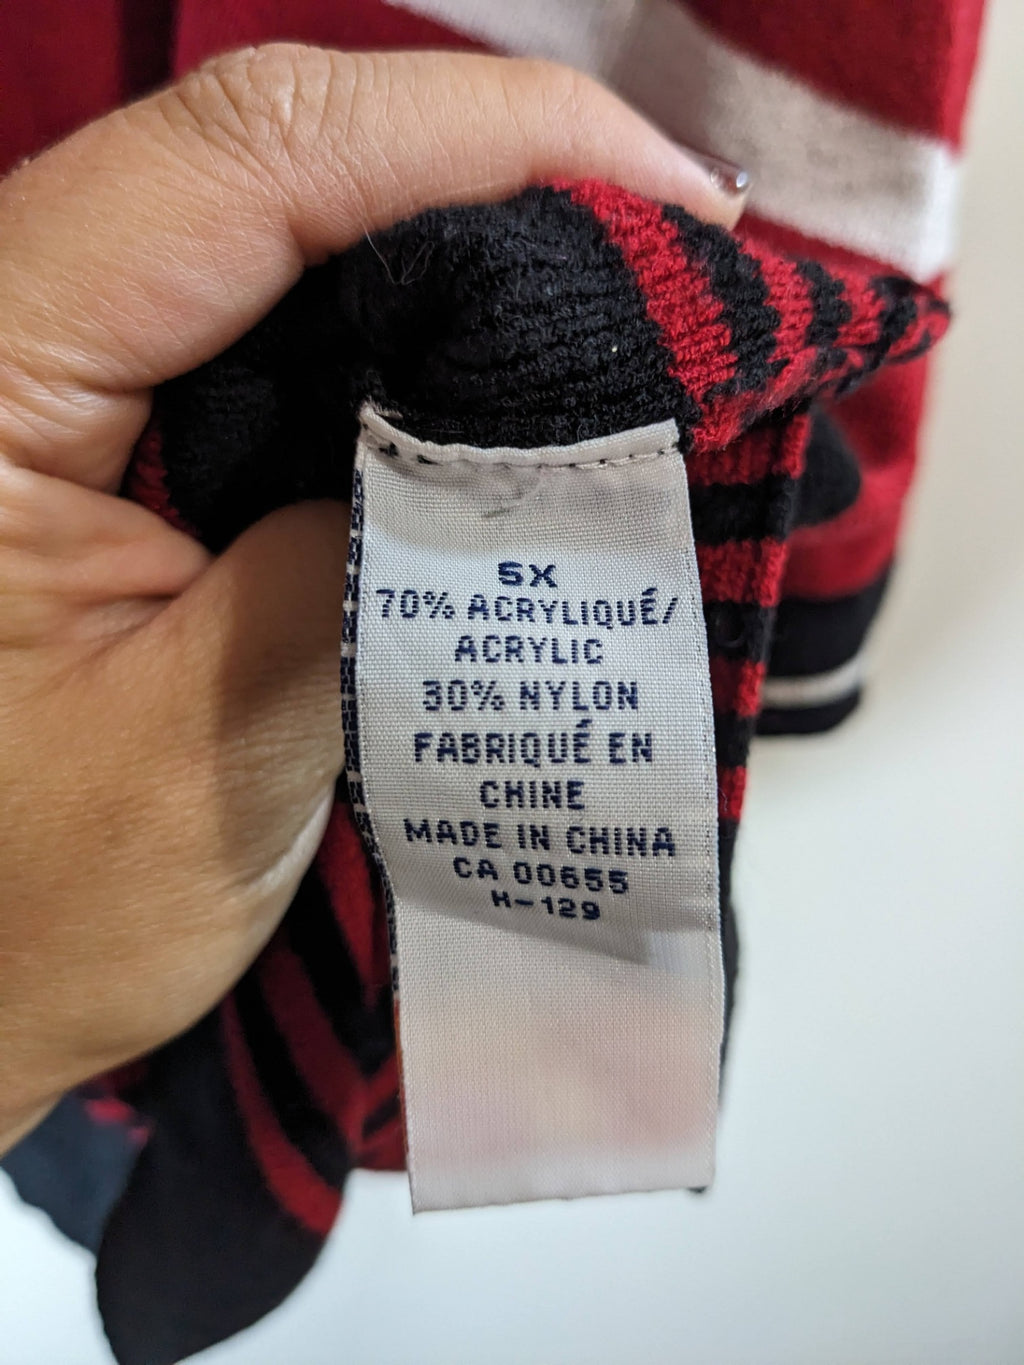 5X
70% ACRYLIQUÉ/
ACRYLIC
30% NYLON
FABRIQUÉ EN
CHINE
MADE IN CHINA
CA 00655
H-129